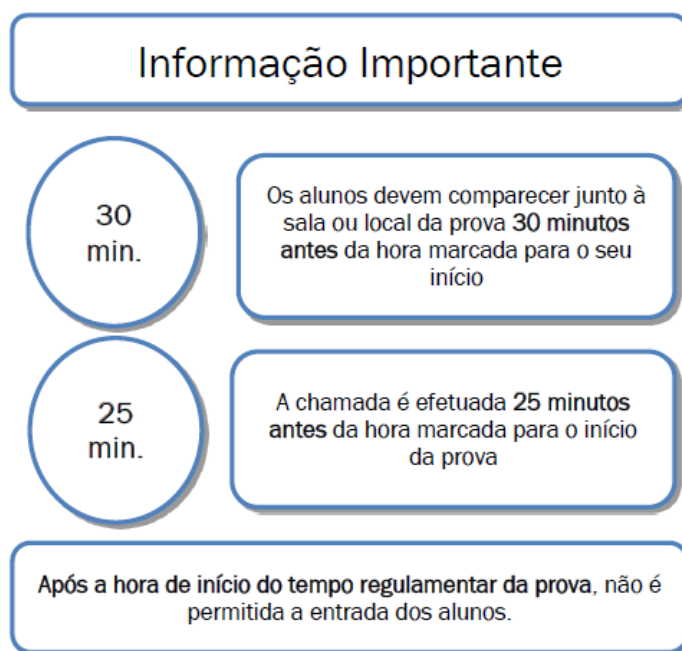 Informação Importante
30
min.
Os alunos devem comparecer junto à
sala ou local da prova 30 minutos
antes da hora marcada para o seu
início
25
min.
A chamada é efetuada 25 minutos
antes da hora marcada para o início
da prova
Após a hora de início do tempo regulamentar da prova, não é
permitida a entrada dos alunos.